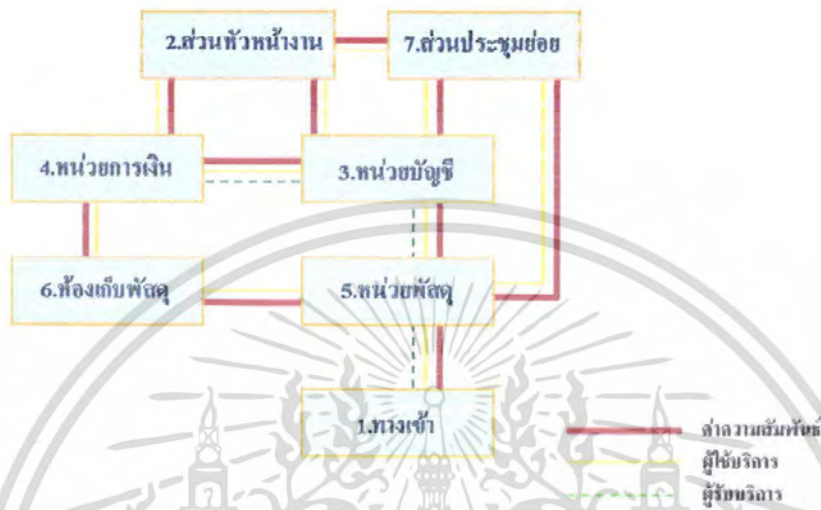 2.ส่วนหัวหน้างาน
7.ส่วนประชุมย่อย
4.หน่วยการเงิน
3.หน่วยบัญชี
6.ห้องเก็บพัสดุ
5.หน่วยพัสดุ
1.ทางเข้า
ค่าความสัมพันธ์
ผู้ใช้บริการ
ผู้รับบริการ